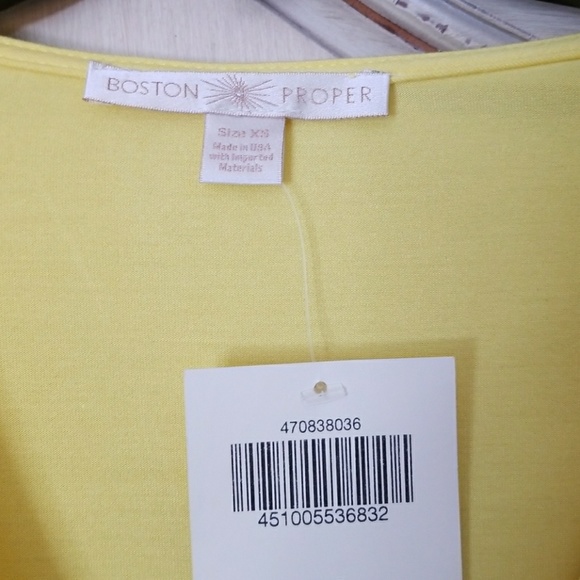 BOSTON PROPER
Size XS
Made in USA
with Imported
Materials
470838036
451005536832